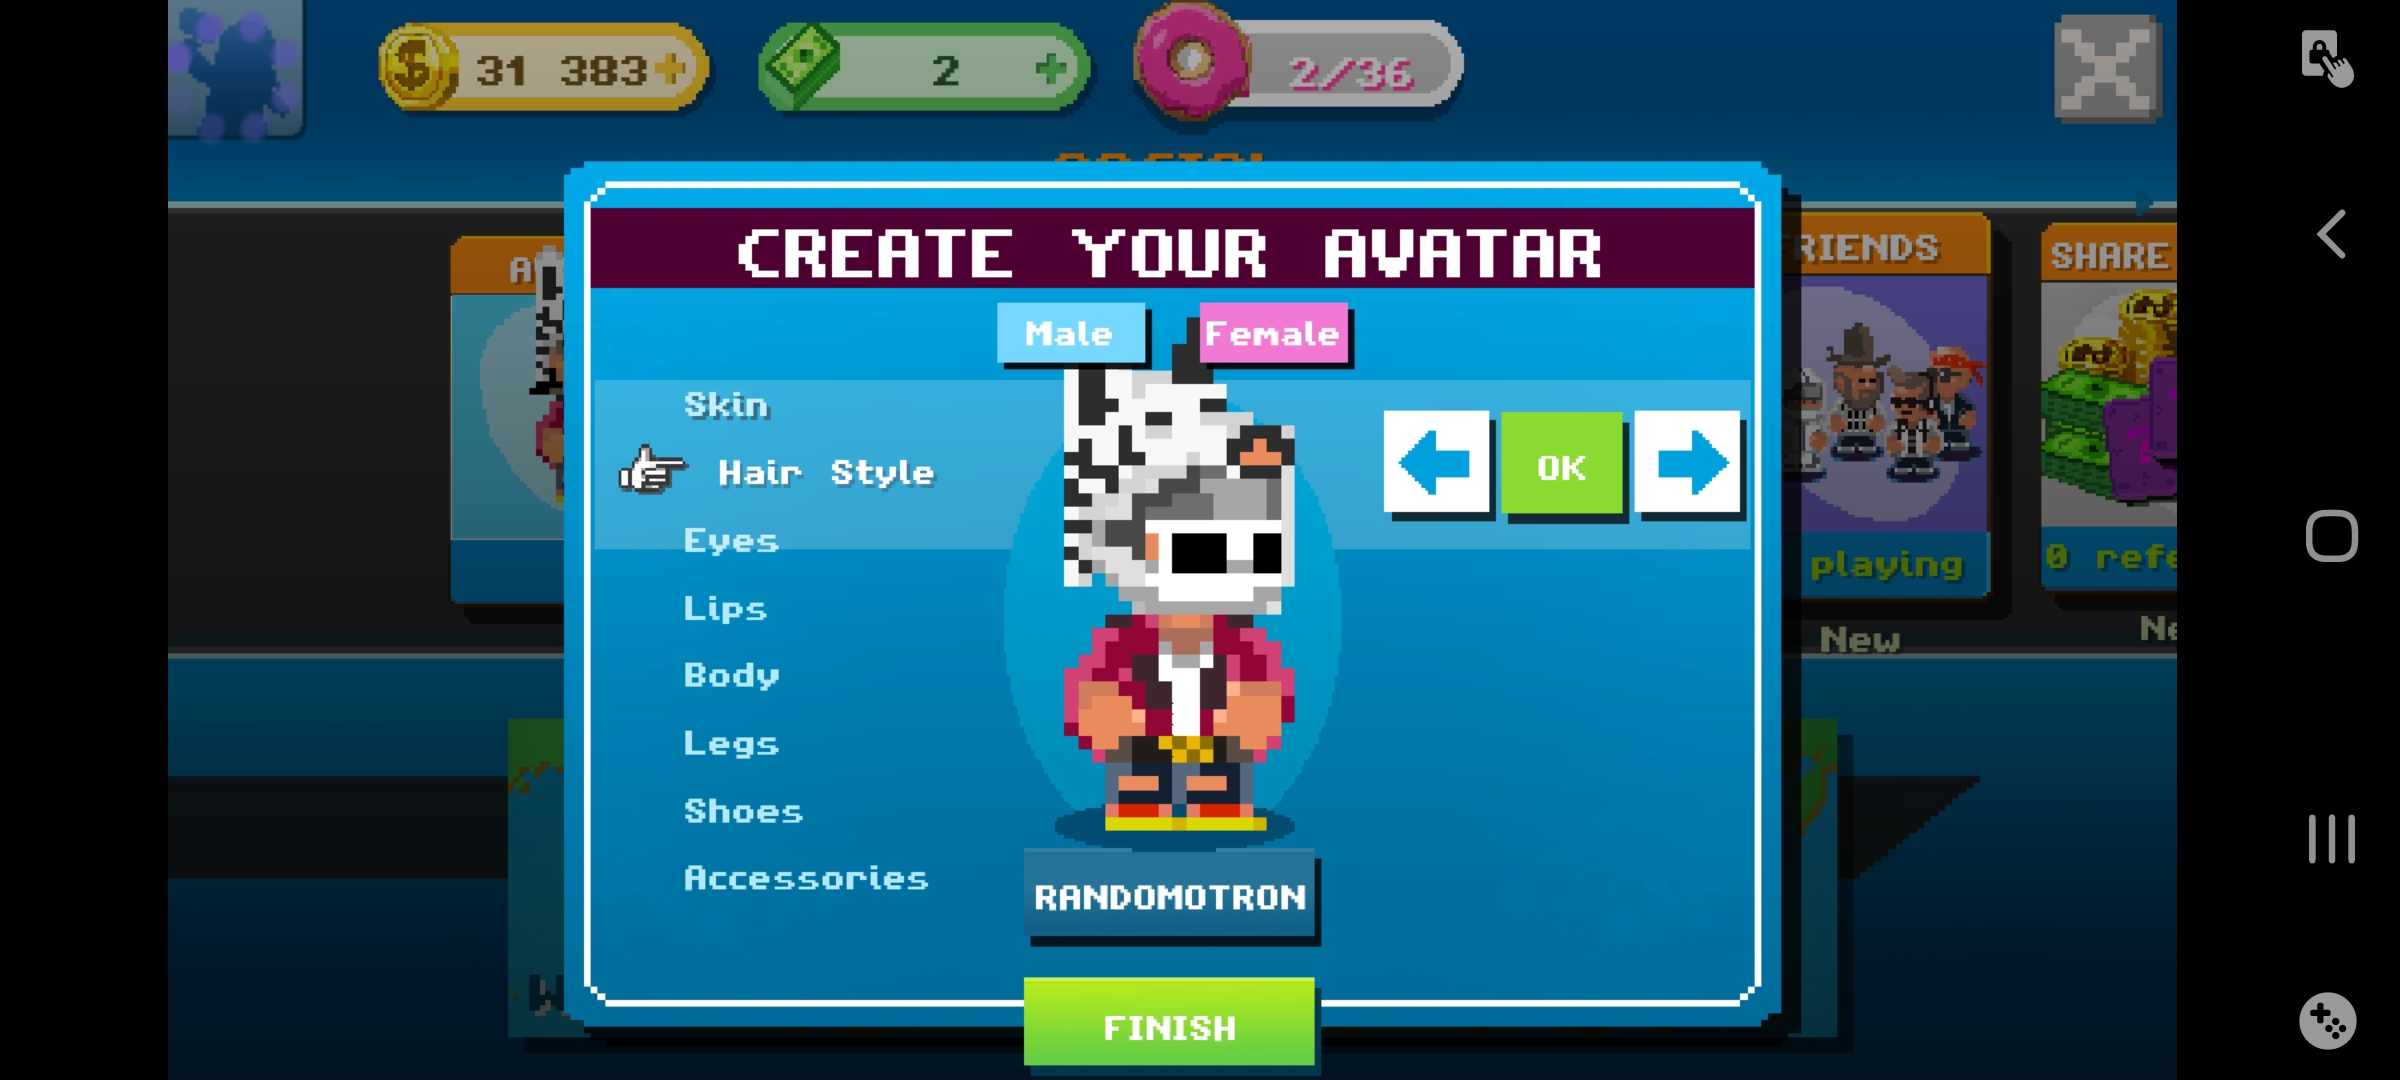 31 383
2
2/36
CREATE YOUR AVATAR
Male
Female
RIENDS
SHARE
Skin
Hair Style
OK
Eyes
playing
0 refe
Lips
New
Ne
Body
Legs
Shoes
Accessories
RANDOMOTRON
W
FINISH